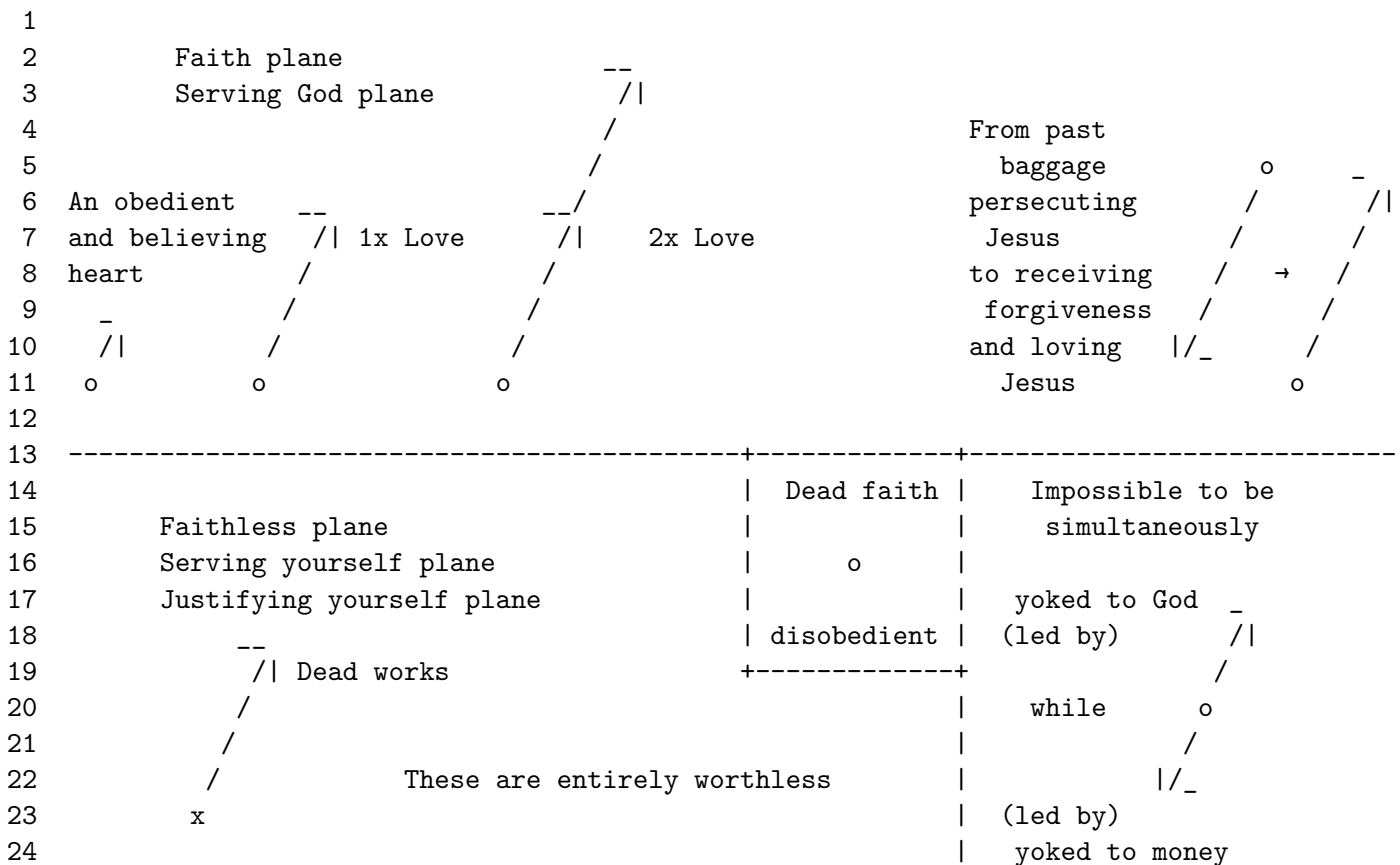 1
2 Faith plane
3 Serving God plane
4 From past
5 baggage
6 An obedient persecuting
7 and believing 1x Love 2x Love Jesus
8 heart to receiving →
9 forgiveness
10 and loving
11 o o o Jesus o
12
13
14 Dead faith Impossible to be
15 Faithless plane simultaneously
16 Serving yourself plane o
17 Justifying yourself plane yoked to God
18 disobedient (led by)
19 Dead works
20 while o
21
22 These are entirely worthless
23 x (led by)
24 yoked to money